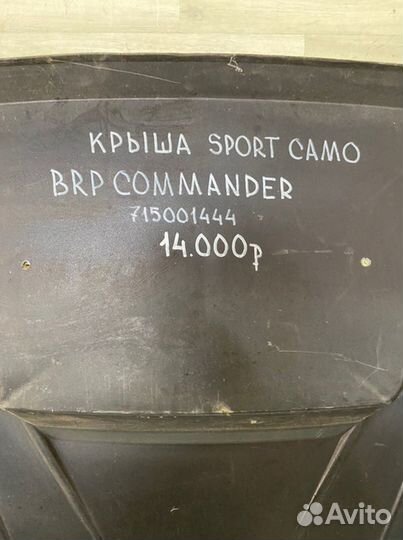 КРЫША SPORT CAMO
BRP COMMANDER
715001444
14.000р
Avito